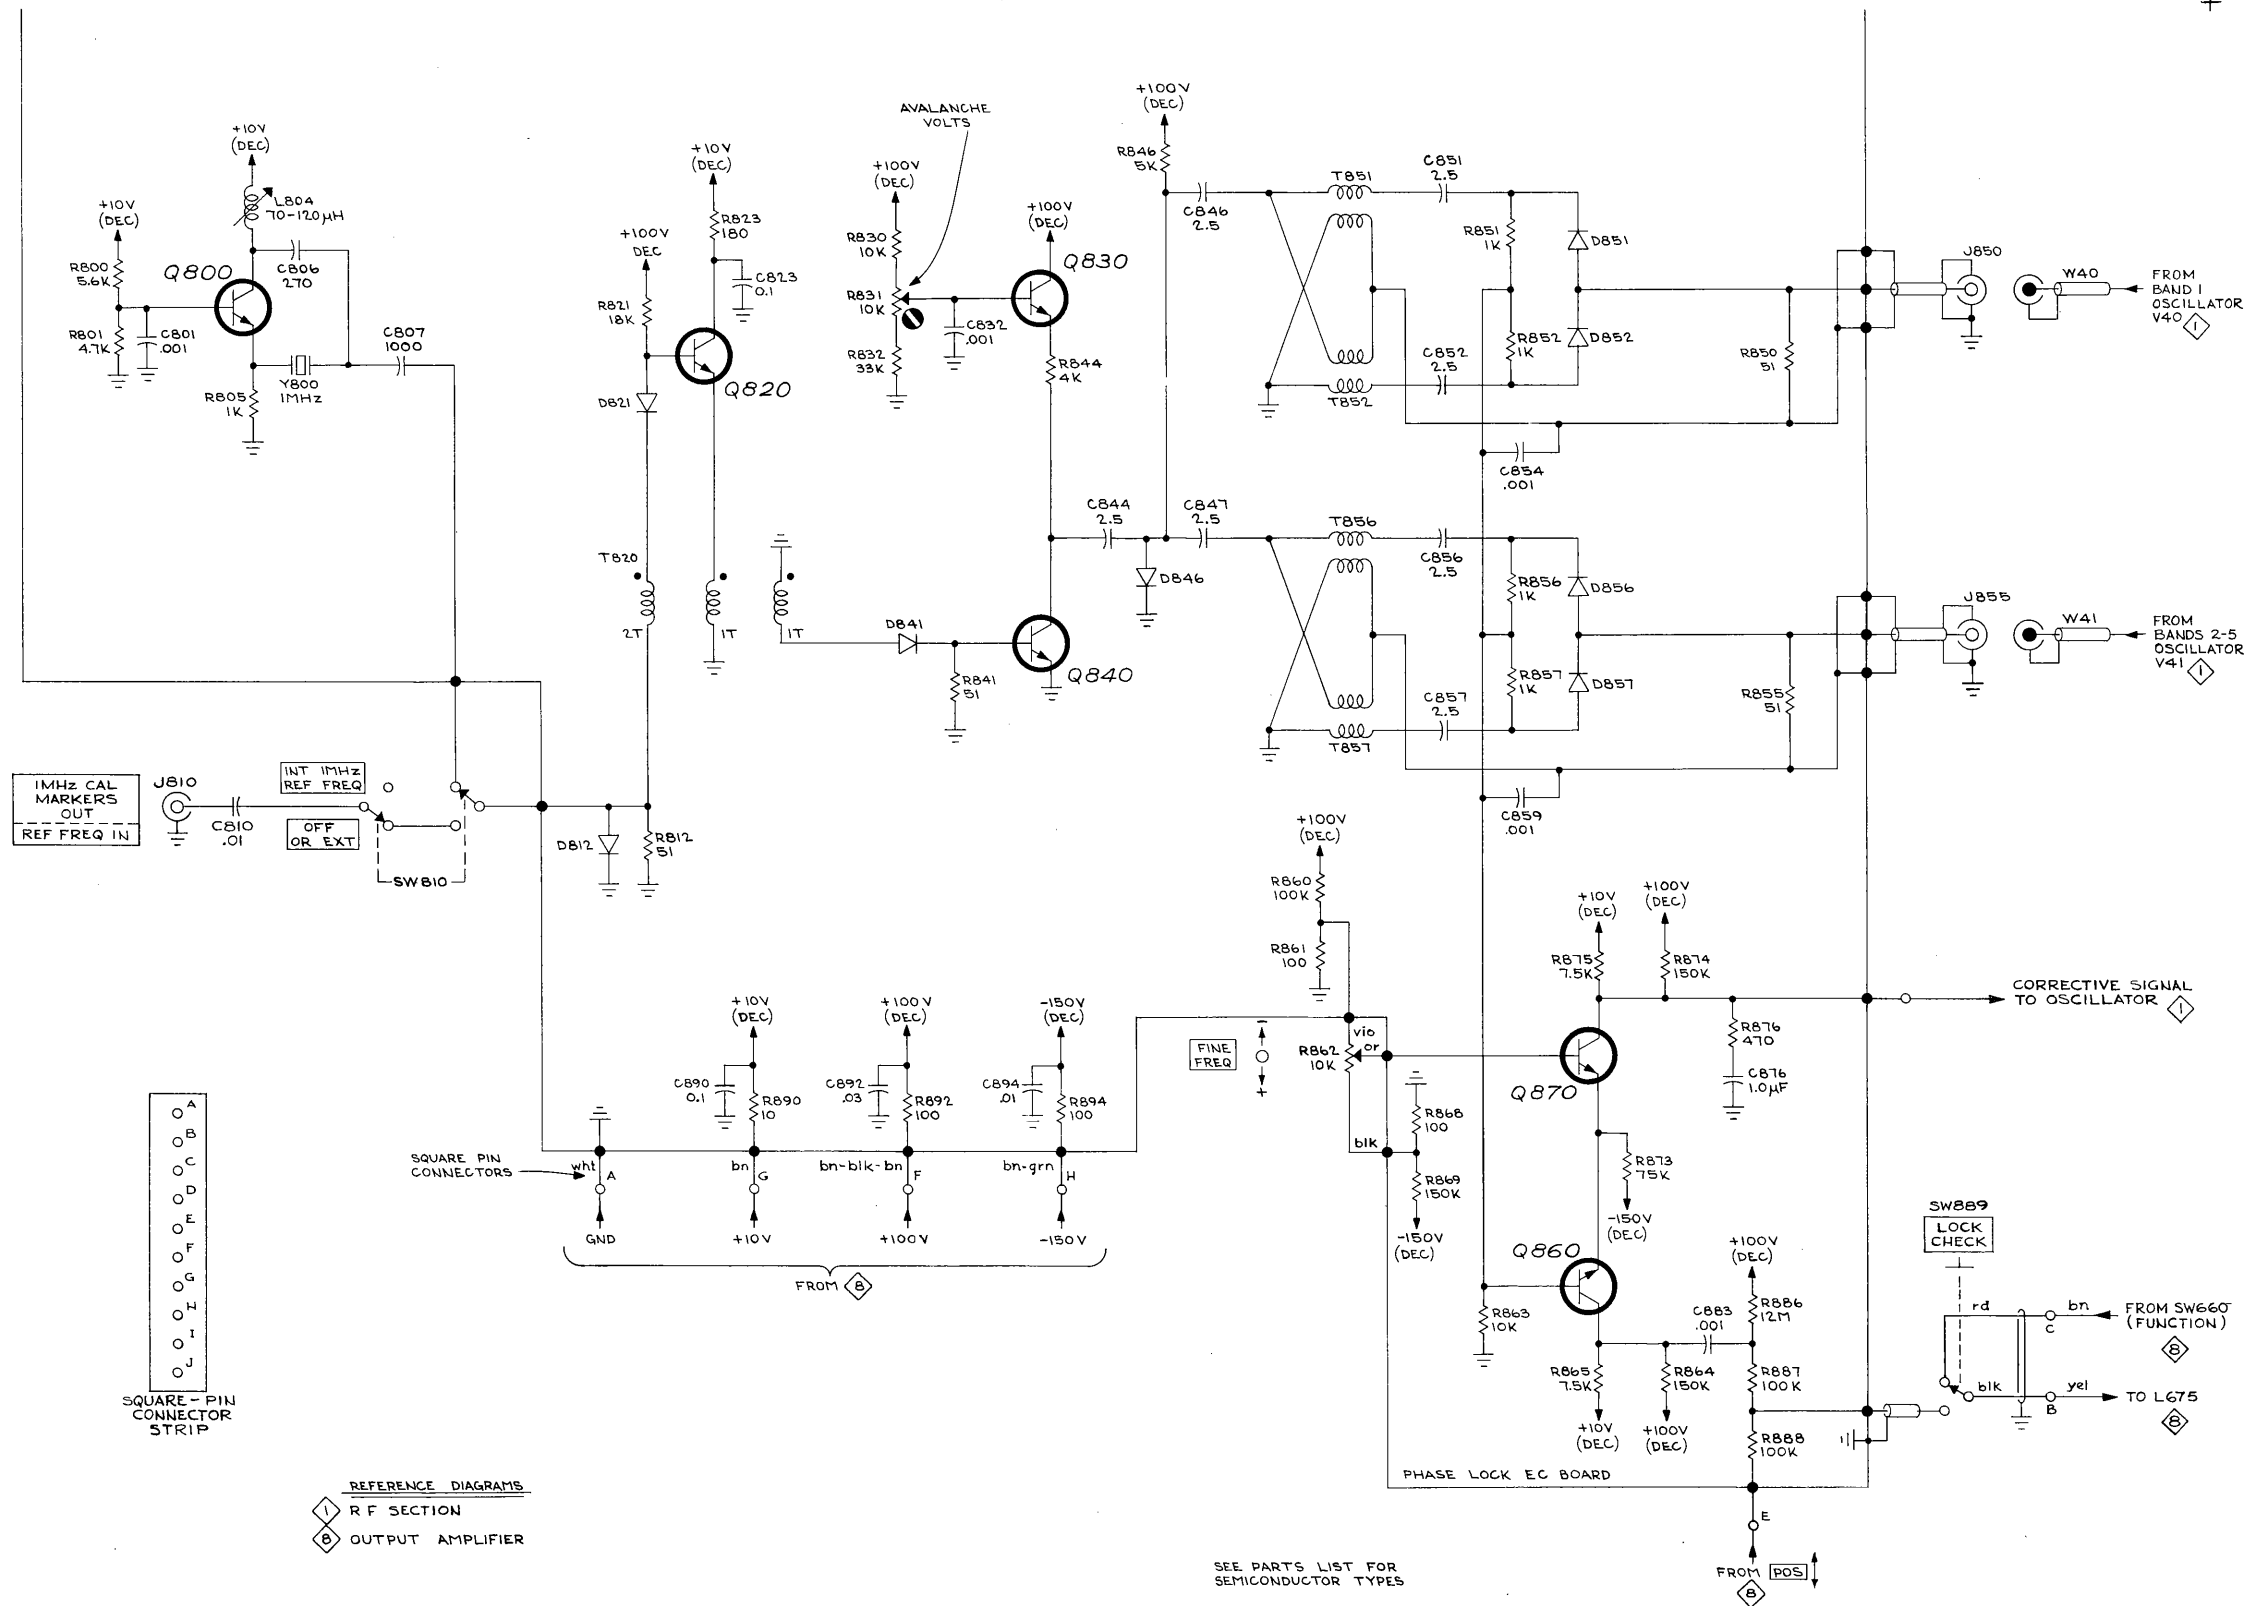 +10V
(DEC)
L804
70-120µH
+10V
(DEC)
R800
5.6K
Q800
C806
270
R801
4.7K
C801
.001
C807
1000
R805
1K
Y800
1MHZ
+100V
DEC
R821
18K
D821
+10V
(DEC)
R823
180
C823
0.1
Q820
AVALANCHE
VOLTS
+100V
(DEC)
R830
10K
R831
10K
R832
33K
C832
.001
+100V
(DEC)
Q830
R844
4K
+100V
(DEC)
R846
5K
C846
2.5
T851
C851
2.5
R851
1K
D851
R852
1K
D852
C852
2.5
T852
R850
51
C854
.001
J850
W40
FROM
BAND 1
OSCILLATOR
V40
1
T820
2T
1T
1T
D841
R841
51
Q840
C844
2.5
D846
C847
2.5
T856
C856
2.5
R856
1K
D856
R857
1K
D857
C857
2.5
T857
R855
51
C859
.001
J855
W41
FROM
BANDS 2-5
OSCILLATOR
V41
1
1MHz CAL
MARKERS
OUT
REF FREQ IN
J810
C810
.01
INT 1MHz
REF FREQ
OFF
OR EXT
SW810
D812
R812
51
+100V
(DEC)
R860
100K
R861
100
FINE
FREQ
-
+
vio
or
R862
10K
blk
R868
100
R869
150K
-150V
(DEC)
+10V
(DEC)
R875
7.5K
+100V
(DEC)
R874
150K
CORRECTIVE SIGNAL
TO OSCILLATOR
1
R876
470
C876
1.0µF
Q870
R873
75K
-150V
(DEC)
Q860
R863
10K
R865
7.5K
+10V
(DEC)
R864
150K
+100V
(DEC)
C883
.001
+100V
(DEC)
R886
12M
R887
100K
R888
100K
SW889
LOCK
CHECK
rd
bn
C
FROM SW660
(FUNCTION)
8
blk
yel
B
TO L675
8
PHASE LOCK EC BOARD
E
FROM POS
8
+10V
(DEC)
C890
0.1
R890
10
+100V
(DEC)
C892
.03
R892
100
-150V
(DEC)
C894
.01
R894
100
SQUARE PIN
CONNECTORS
wht
A
GND
bn
G
+10V
bn-blk-bn
F
+100V
bn-grn
H
-150V
FROM 8
A
B
C
D
E
F
G
H
I
J
SQUARE-PIN
CONNECTOR
STRIP
REFERENCE DIAGRAMS
1 RF SECTION
8 OUTPUT AMPLIFIER
SEE PARTS LIST FOR
SEMICONDUCTOR TYPES